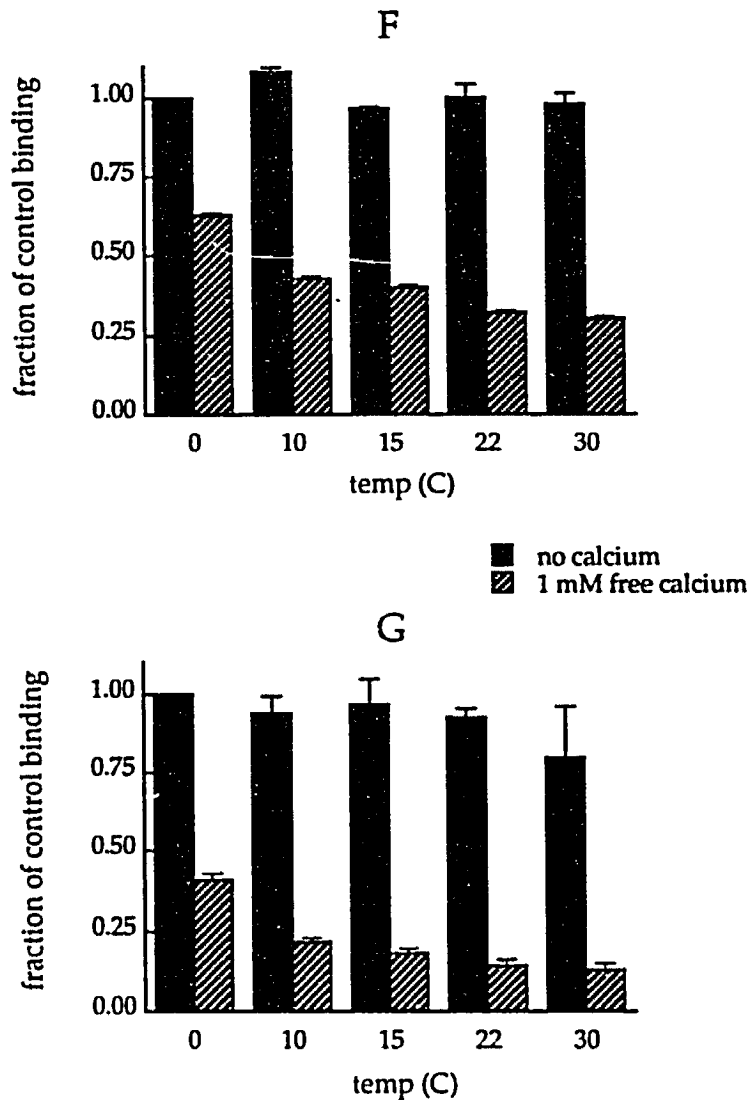 F
fraction of control binding
1.00
0.75
0.50
0.25
0.00
0 10 15 22 30
temp (C)
no calcium
1 mM free calcium
G
fraction of control binding
1.00
0.75
0.50
0.25
0.00
0 10 15 22 30
temp (C)